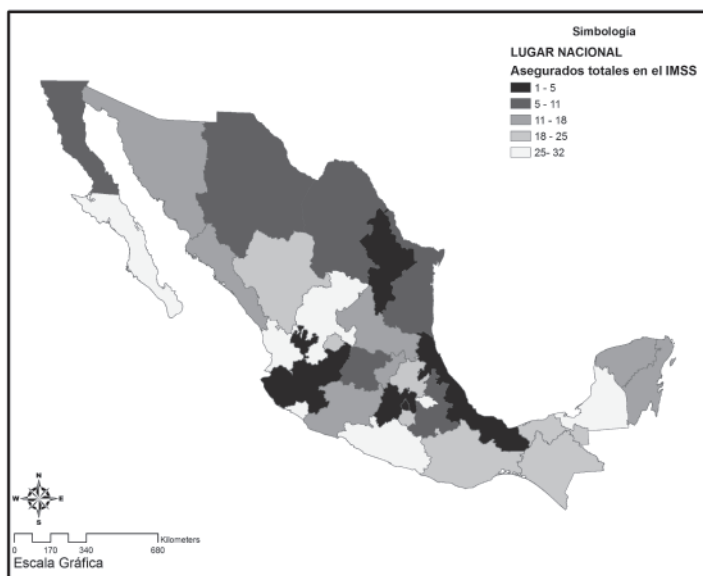 Simbología
LUGAR NACIONAL
Asegurados totales en el IMSS
1 - 5
5 - 11
11 - 18
18 - 25
25- 32
N
W E
S
Kilometers
0 170 340 680
Escala Gráfica